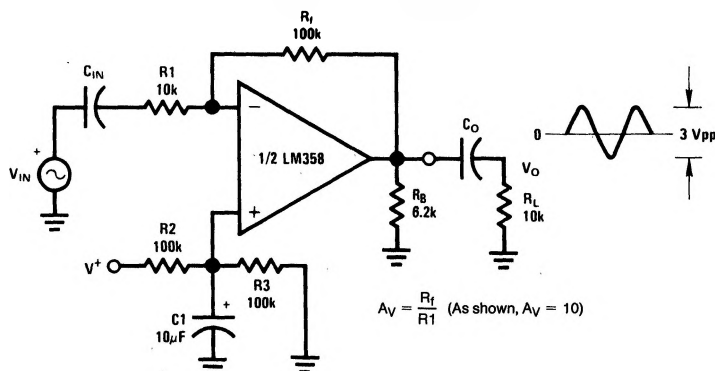 Rf
100k
CIN
R1
10k
−
1/2 LM358
+
+
VIN
CO
0
3 Vpp
VO
RB
6.2k
RL
10k
R2
100k
V+
R3
100k
+
C1
10μF
AV = Rf/R1 (As shown, AV = 10)